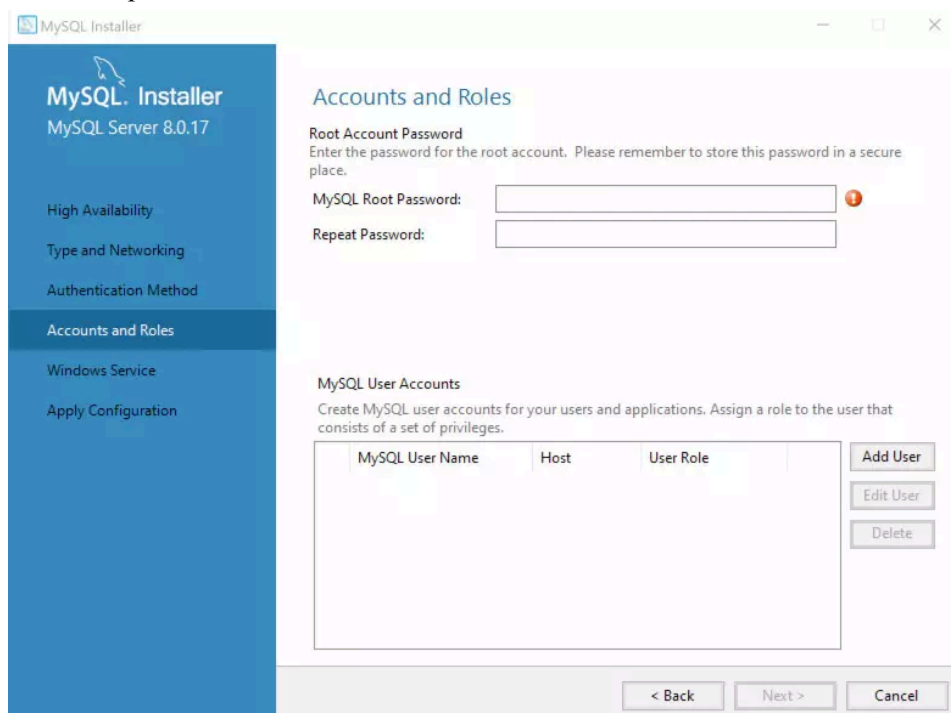 MySQL Installer
MySQL. Installer
MySQL Server 8.0.17
High Availability
Type and Networking
Authentication Method
Accounts and Roles
Windows Service
Apply Configuration
Accounts and Roles
Root Account Password
Enter the password for the root account. Please remember to store this password in a secure
place.
MySQL Root Password:
Repeat Password:
MySQL User Accounts
Create MySQL user accounts for your users and applications. Assign a role to the user that
consists of a set of privileges.
MySQL User Name Host User Role
Add User
Edit User
Delete
< Back Next > Cancel